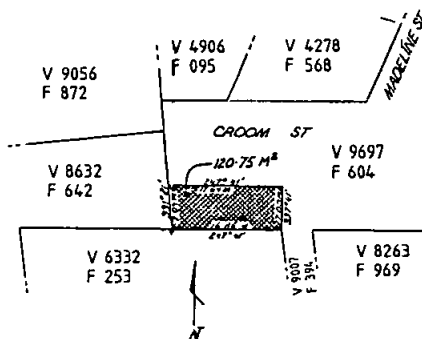 V 4906
F 095
V 4278
F 568
MADELINE ST
V 9056
F 872
CROOM ST
V 9697
F 604
120·75 M²
V 8632
F 642
V 6332
F 253
V 9007
F 394
V 8263
F 969
N